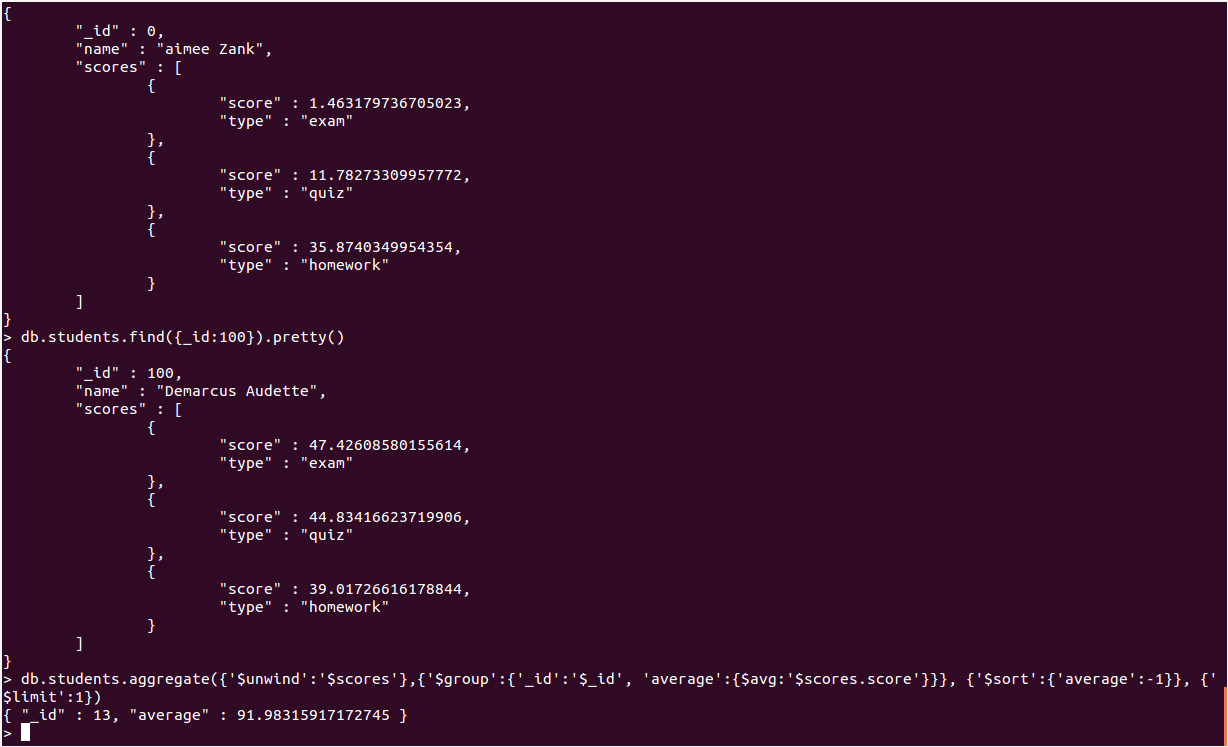 {
"_id" : 0,
"name" : "aimee Zank",
"scores" : [
{
"score" : 1.463179736705023,
"type" : "exam"
},
{
"score" : 11.78273309957772,
"type" : "quiz"
},
{
"score" : 35.8740349954354,
"type" : "homework"
}
]
}
> db.students.find({_id:100}).pretty()
{
"_id" : 100,
"name" : "Demarcus Audette",
"scores" : [
{
"score" : 47.42608580155614,
"type" : "exam"
},
{
"score" : 44.83416623719906,
"type" : "quiz"
},
{
"score" : 39.01726616178844,
"type" : "homework"
}
]
}
> db.students.aggregate({'$unwind':'$scores'},{'$group':{'_id':'$_id', 'average':{$avg:'$scores.score'}}}, {'$sort':{'average':-1}}, {'
$limit':1})
{ "_id" : 13, "average" : 91.98315917172745 }
>